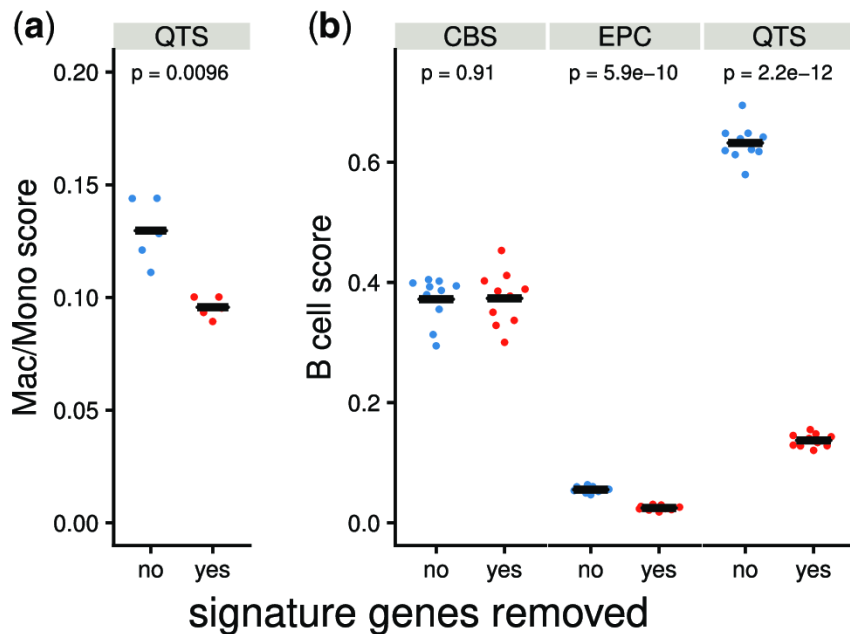 (a)
QTS
p = 0.0096
Mac/Mono score
0.20
0.15
0.10
0.05
0.00
no yes
(b)
CBS EPC QTS
p = 0.91 p = 5.9e−10 p = 2.2e−12
B cell score
0.6
0.4
0.2
0.0
no yes no yes no yes
signature genes removed